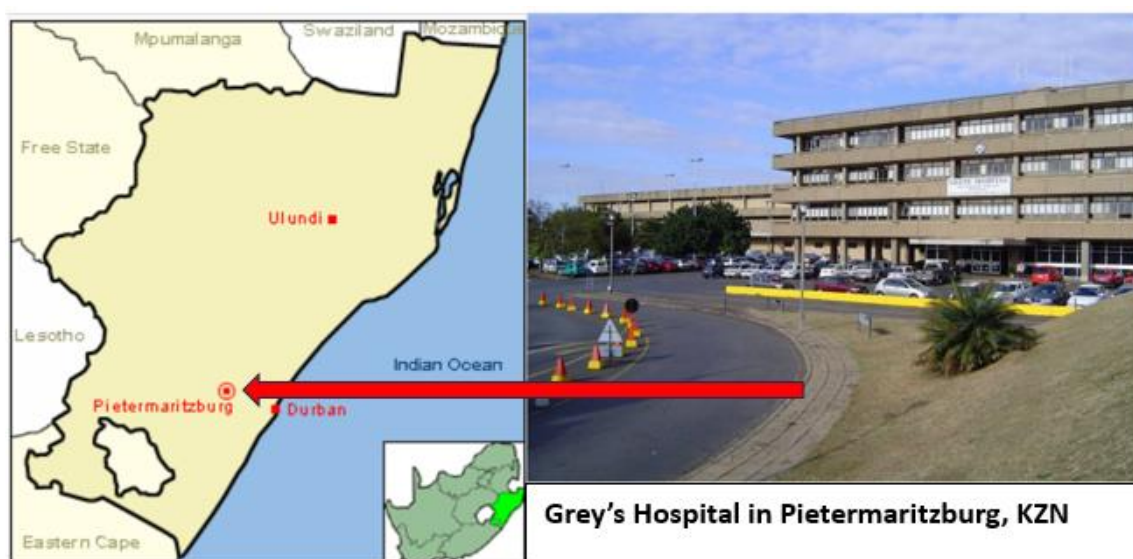 Mpumalanga
Swaziland
Mozambique
Free State
Ulundi
Lesotho
Indian Ocean
Pietermaritzburg
Durban
Eastern Cape
Grey's Hospital in Pietermaritzburg, KZN